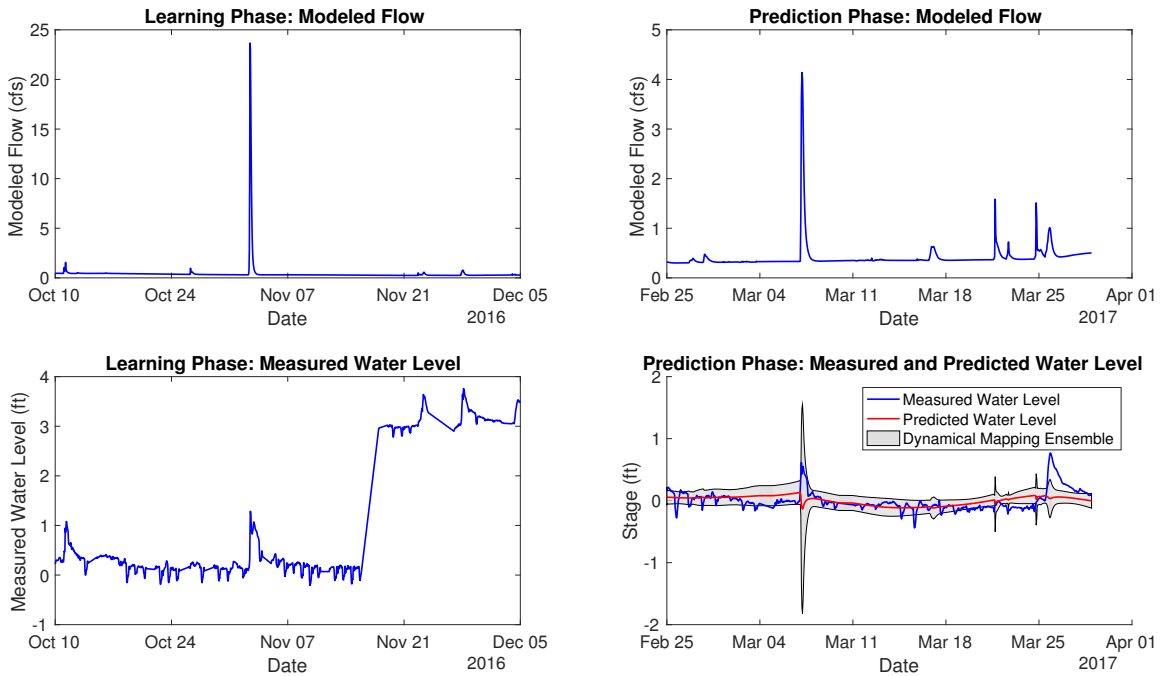 Learning Phase: Modeled Flow
Modeled Flow (cfs)
25
20
15
10
5
0
Oct 10 Oct 24 Nov 07 Nov 21 Dec 05
Date
2016
Prediction Phase: Modeled Flow
Modeled Flow (cfs)
5
4
3
2
1
0
Feb 25 Mar 04 Mar 11 Mar 18 Mar 25 Apr 01
Date
2017
Learning Phase: Measured Water Level
Measured Water Level (ft)
4
3
2
1
0
-1
Oct 10 Oct 24 Nov 07 Nov 21 Dec 05
Date
2016
Prediction Phase: Measured and Predicted Water Level
Stage (ft)
2
1
0
-1
-2
Measured Water Level
Predicted Water Level
Dynamical Mapping Ensemble
Feb 25 Mar 04 Mar 11 Mar 18 Mar 25 Apr 01
Date
2017